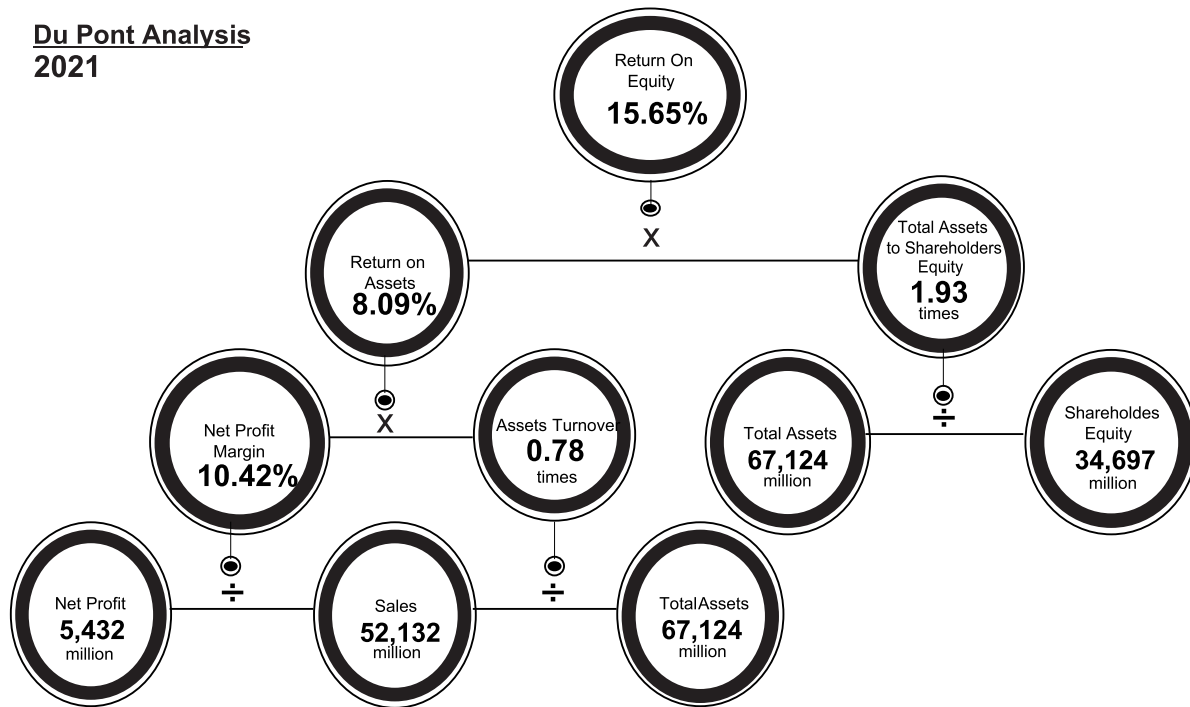 Du Pont Analysis
2021
Return On
Equity
15.65%
X
Return on
Assets
8.09%
Total Assets
to Shareholders
Equity
1.93
times
X
÷
Net Profit
Margin
10.42%
Assets Turnover
0.78
times
Total Assets
67,124
million
Shareholdes
Equity
34,697
million
÷
÷
Net Profit
5,432
million
Sales
52,132
million
TotalAssets
67,124
million